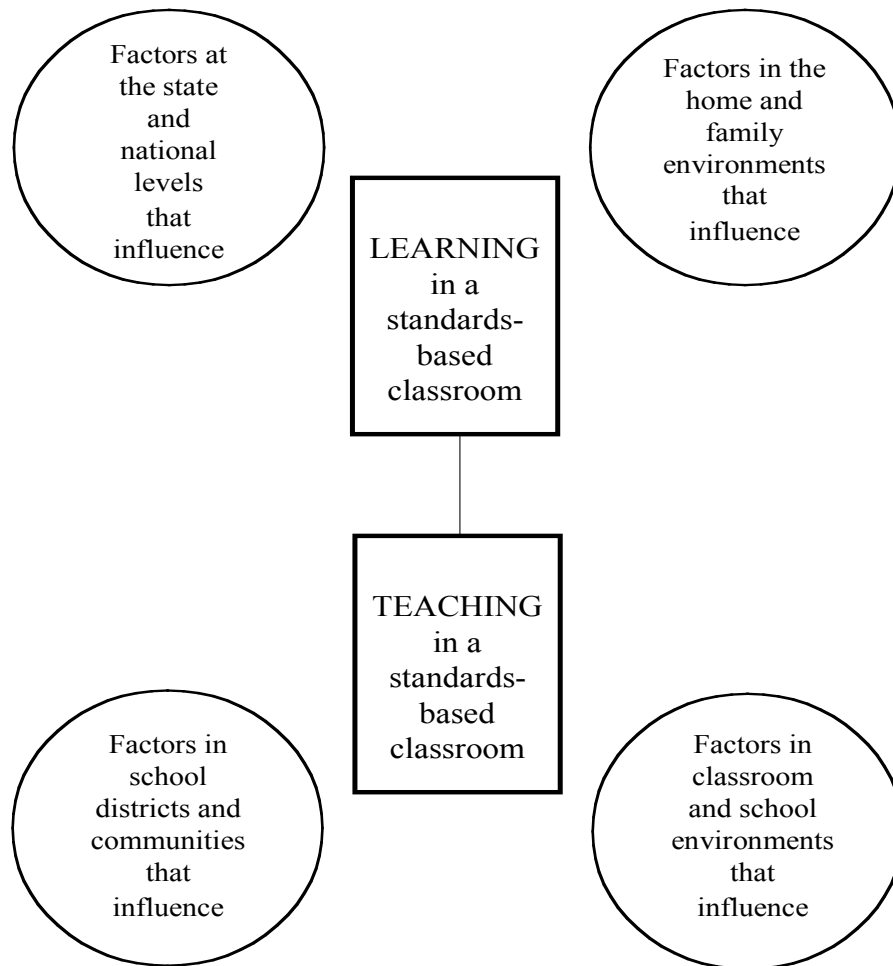 Factors at
the state
and
national
levels
that
influence
Factors in the
home and
family
environments
that
influence
LEARNING
in a
standards-
based
classroom
TEACHING
in a
standards-
based
classroom
Factors in
school
districts and
communities
that
influence
Factors in
classroom
and school
environments
that
influence